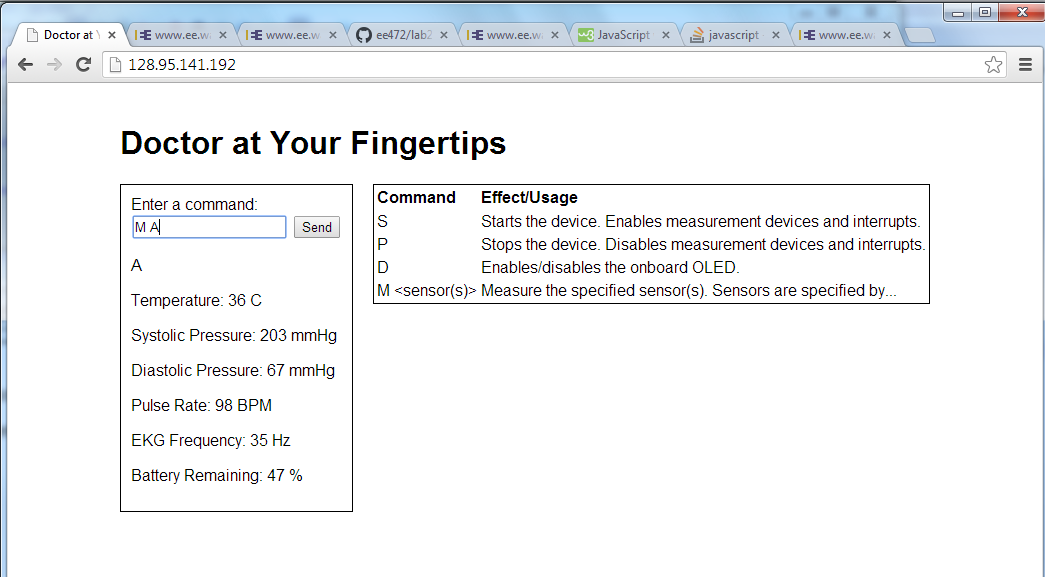 Doctor at
www.ee.w
www.ee.w
ee472/lab2
www.ee.w
JavaScript
javascript
www.ee.w
128.95.141.192
Doctor at Your Fingertips
Enter a command:
M A
Send
A
Temperature: 36 C
Systolic Pressure: 203 mmHg
Diastolic Pressure: 67 mmHg
Pulse Rate: 98 BPM
EKG Frequency: 35 Hz
Battery Remaining: 47 %
Command Effect/Usage
S Starts the device. Enables measurement devices and interrupts.
P Stops the device. Disables measurement devices and interrupts.
D Enables/disables the onboard OLED.
M <sensor(s)> Measure the specified sensor(s). Sensors are specified by...